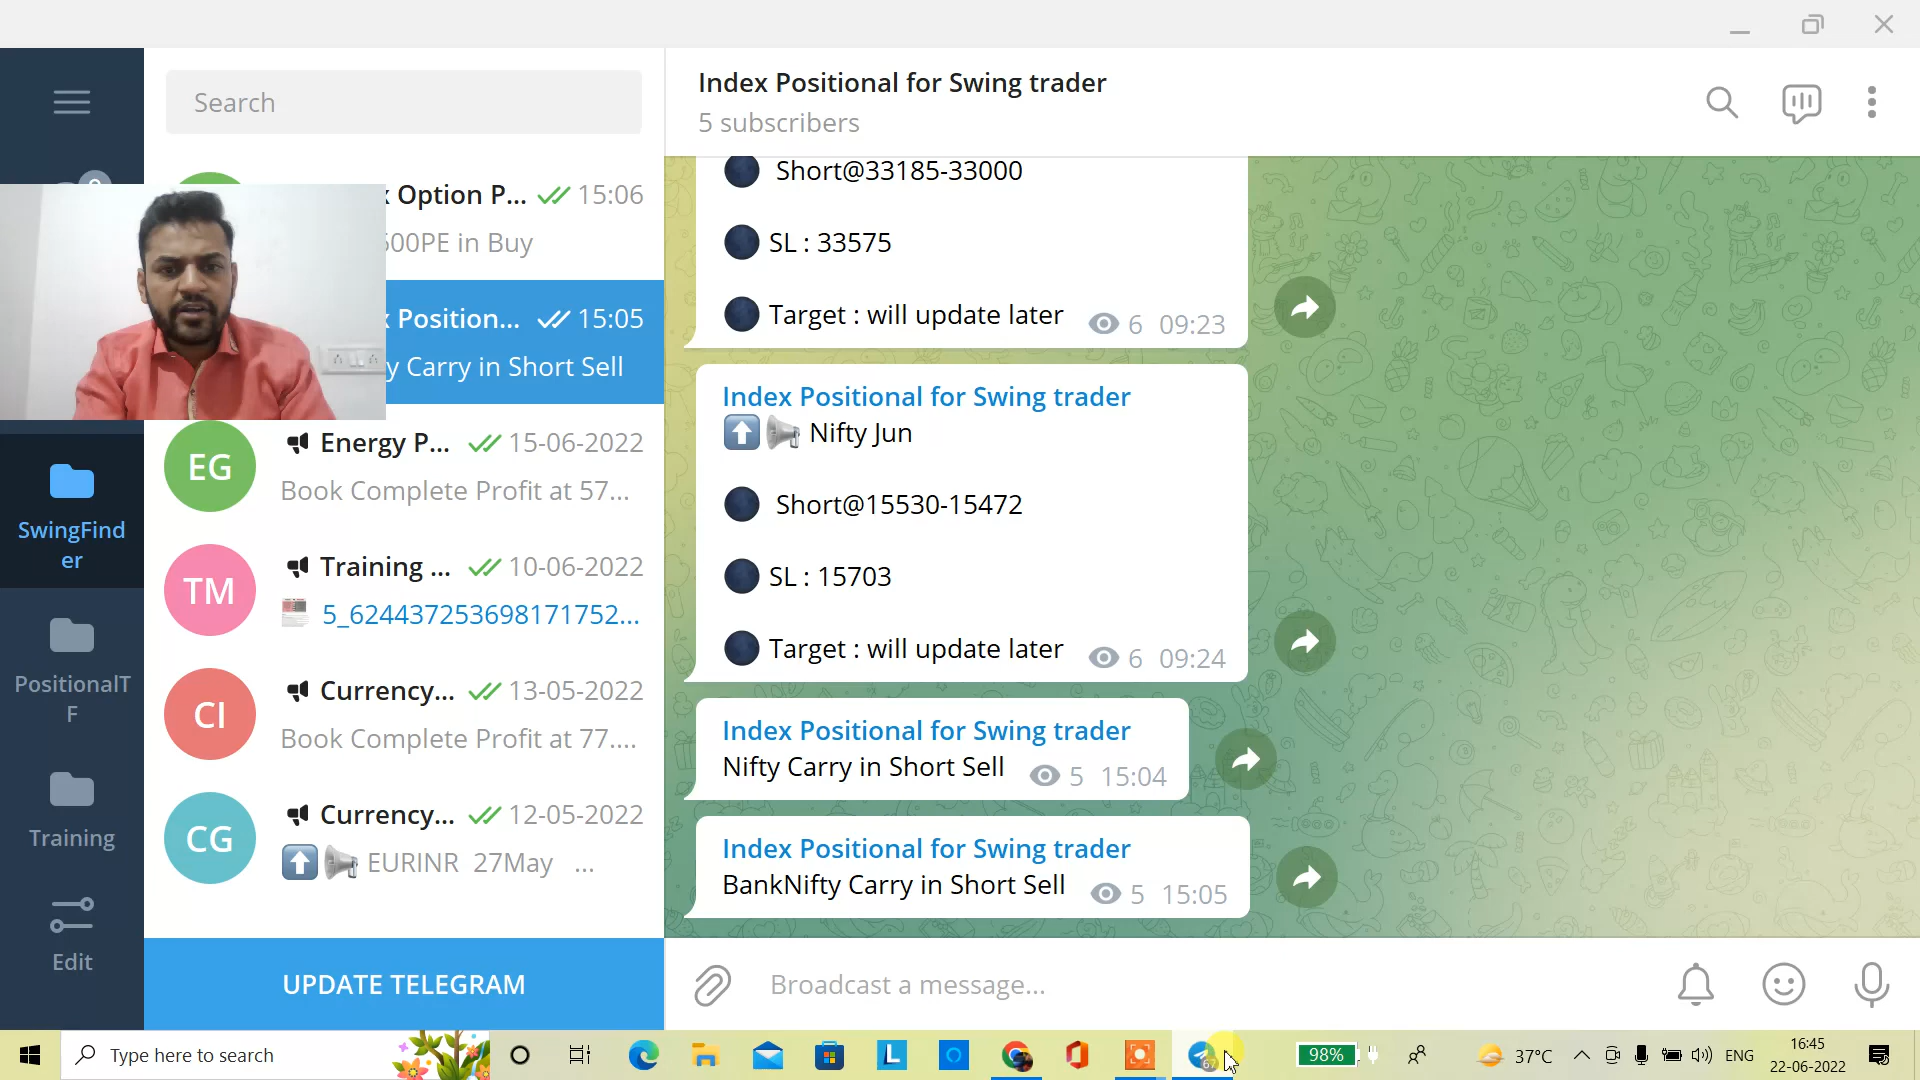 Search
Option P... 15:06
500PE in Buy
Position... 15:05
y Carry in Short Sell
EG
Energy P... 15-06-2022
Book Complete Profit at 57...
TM
Training ... 10-06-2022
5_624437253698171752...
CI
Currency... 13-05-2022
Book Complete Profit at 77....
CG
Currency... 12-05-2022
EURINR 27May ...
UPDATE TELEGRAM
SwingFind
er
PositionalT
F
Training
Edit
Index Positional for Swing trader
5 subscribers
Short@33185-33000
SL : 33575
Target : will update later 6 09:23
Index Positional for Swing trader
Nifty Jun
Short@15530-15472
SL : 15703
Target : will update later 6 09:24
Index Positional for Swing trader
Nifty Carry in Short Sell 5 15:04
Index Positional for Swing trader
BankNifty Carry in Short Sell 5 15:05
Broadcast a message...
Type here to search
L
67
98%
37°C
ENG
16:45
22-06-2022